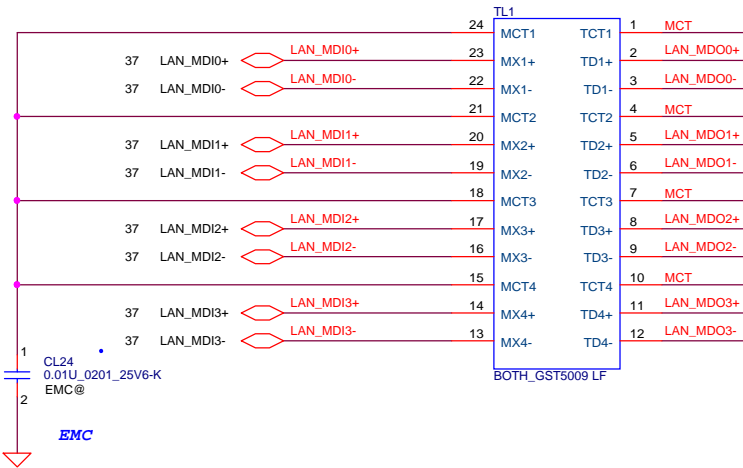 TL1
24 MCT1 TCT1 1 MCT
37 LAN_MDI0+ LAN_MDI0+ 23 MX1+ TD1+ 2 LAN_MDO0+
37 LAN_MDI0- LAN_MDI0- 22 MX1- TD1- 3 LAN_MDO0-
21 MCT2 TCT2 4 MCT
37 LAN_MDI1+ LAN_MDI1+ 20 MX2+ TD2+ 5 LAN_MDO1+
37 LAN_MDI1- LAN_MDI1- 19 MX2- TD2- 6 LAN_MDO1-
18 MCT3 TCT3 7 MCT
37 LAN_MDI2+ LAN_MDI2+ 17 MX3+ TD3+ 8 LAN_MDO2+
37 LAN_MDI2- LAN_MDI2- 16 MX3- TD3- 9 LAN_MDO2-
15 MCT4 TCT4 10 MCT
37 LAN_MDI3+ LAN_MDI3+ 14 MX4+ TD4+ 11 LAN_MDO3+
37 LAN_MDI3- LAN_MDI3- 13 MX4- TD4- 12 LAN_MDO3-
BOTH_GST5009 LF
1
CL24
0.01U_0201_25V6-K
EMC@
2
EMC